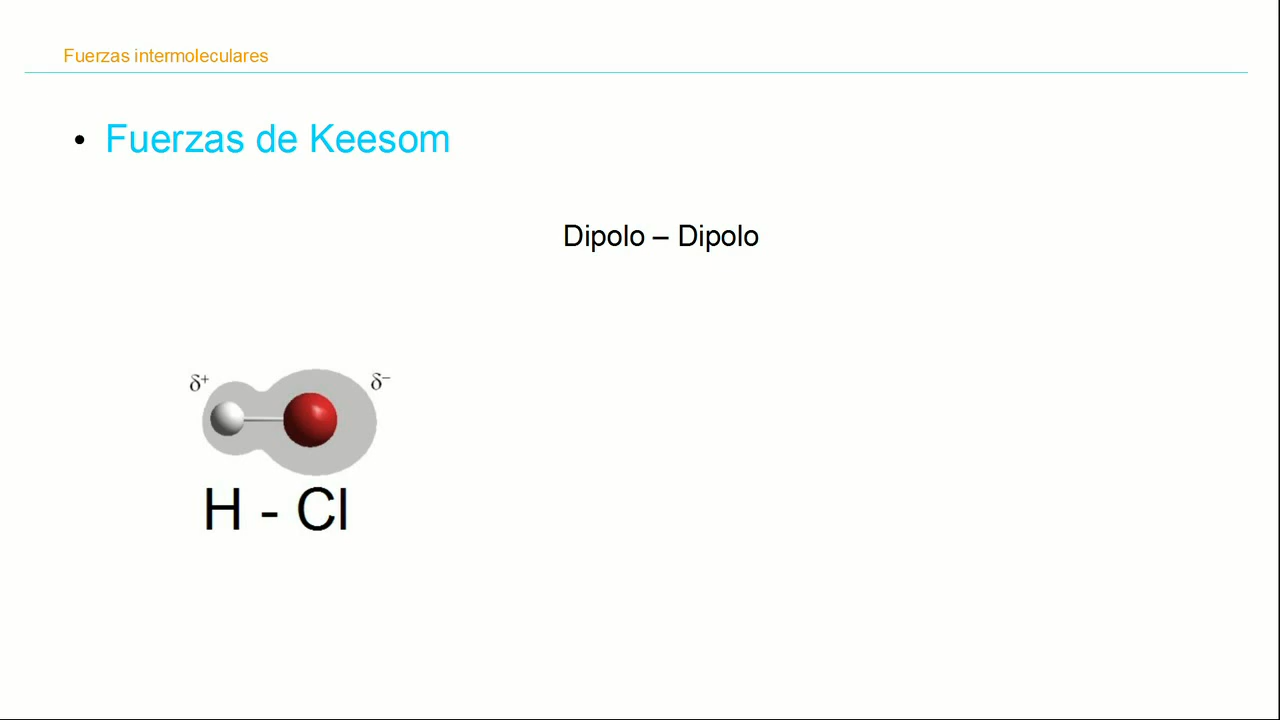 Fuerzas intermoleculares
• Fuerzas de Keesom
Dipolo – Dipolo
δ+ δ−
H - Cl